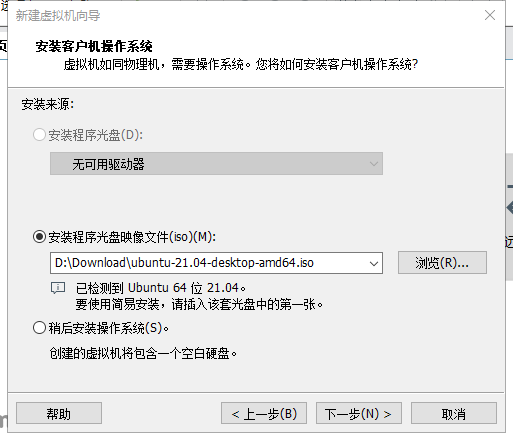 新建虚拟机向导
安装客户机操作系统
虚拟机如同物理机，需要操作系统。您将如何安装客户机操作系统?
安装来源:
安装程序光盘(D):
无可用驱动器
安装程序光盘映像文件(iso)(M):
D:\Download\ubuntu-21.04-desktop-amd64.iso
浏览(R)...
已检测到 Ubuntu 64 位 21.04。
要使用简易安装，请插入该套光盘中的第一张。
稍后安装操作系统(S)。
创建的虚拟机将包含一个空白硬盘。
帮助
< 上一步(B)
下一步(N) >
取消